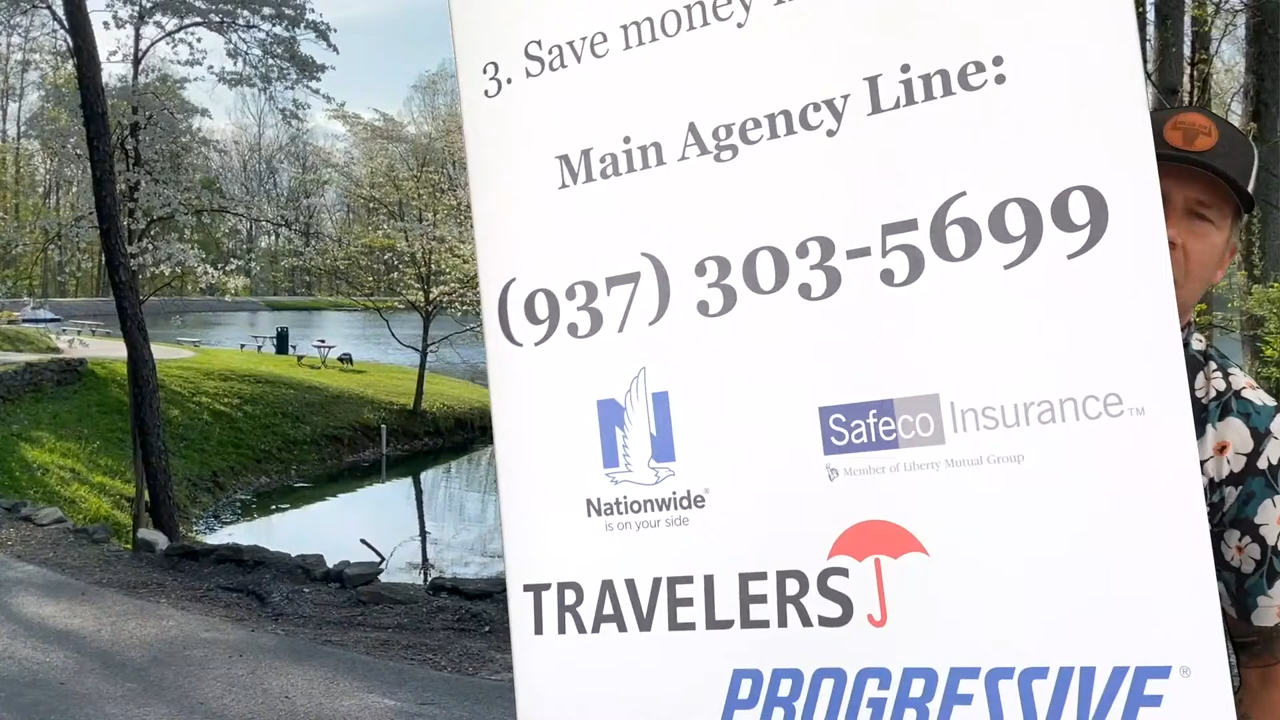 3. Save money
Main Agency Line:
(937) 303-5699
N
Nationwide®
is on your side
Safeco Insurance™
Member of Liberty Mutual Group
TRAVELERS
PROGRESSIVE®